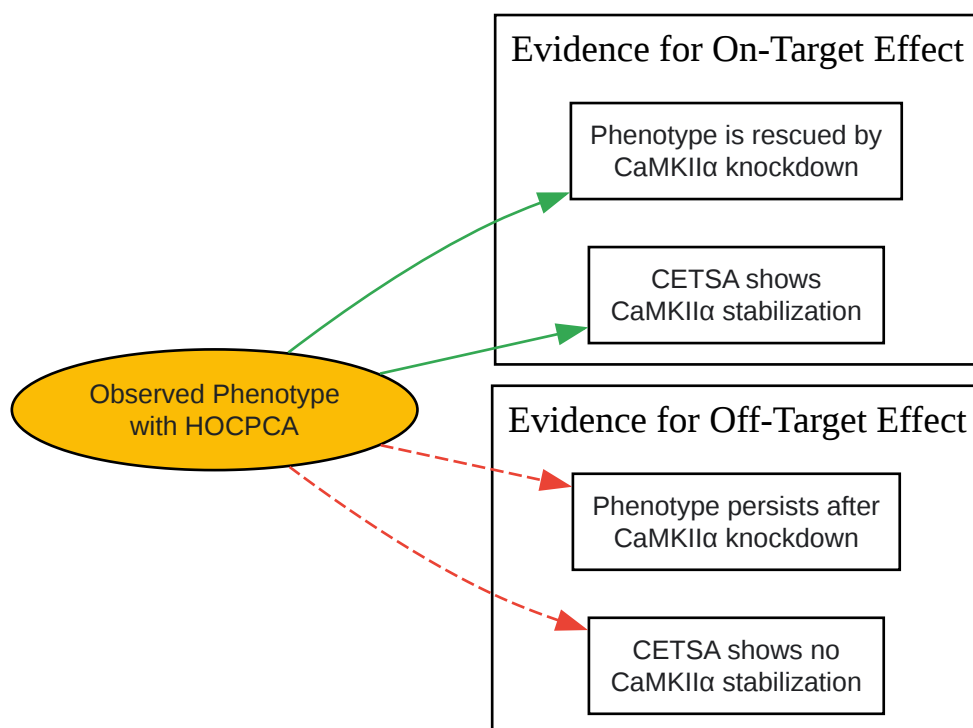 Evidence for On-Target Effect
Phenotype is rescued by
CaMKIIα knockdown
CETSA shows
CaMKIIα stabilization
Observed Phenotype
with HOCPCA
Evidence for Off-Target Effect
Phenotype persists after
CaMKIIα knockdown
CETSA shows no
CaMKIIα stabilization